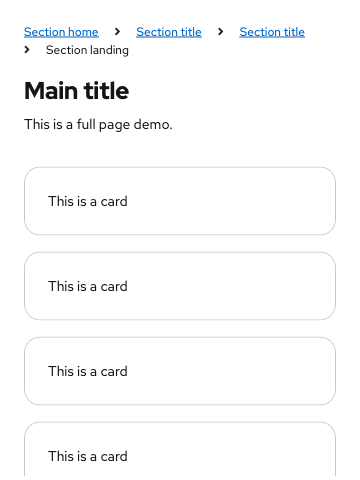 Section home > Section title > Section title
> Section landing
Main title
This is a full page demo.
This is a card
This is a card
This is a card
This is a card